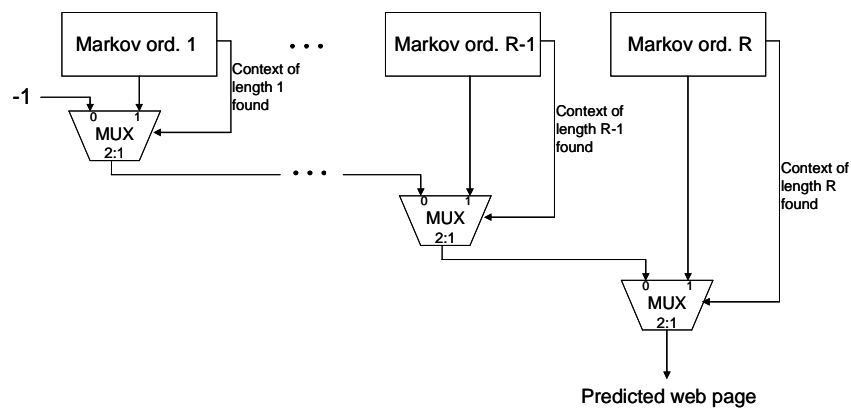 Markov ord. 1
• • •
Markov ord. R-1
Markov ord. R
Context of
length 1
found
-1
0
1
MUX
2:1
• • •
Context of
length R-1
found
0
1
MUX
2:1
Context of
length R
found
0
1
MUX
2:1
Predicted web page